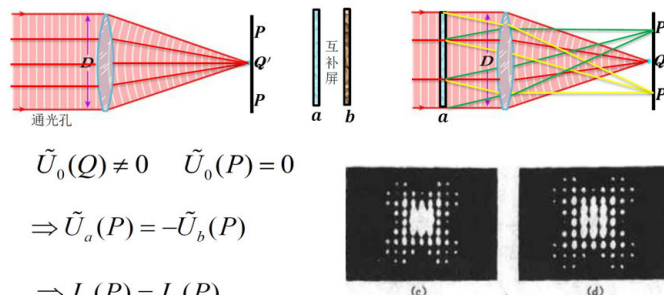 P
D
Q'
P
通光孔
互
补
屏
a
b
P
D
Q
P
a
Ũ₀(Q) ≠ 0 Ũ₀(P) = 0
⇒ Ũₐ(P) = −Ũ_b(P)
(c)
(d)